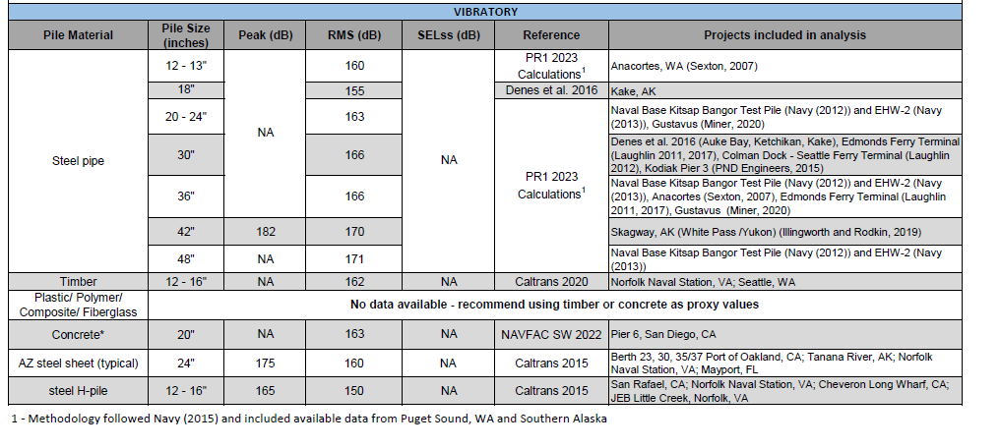 VIBRATORY
Pile Material Pile Size (inches) Peak (dB) RMS (dB) SELss (dB) Reference Projects included in analysis
Steel pipe
NA
NA
12 - 13" 160 PR1 2023 Calculations1 Anacortes, WA (Sexton, 2007)
18" 155 Denes et al. 2016 Kake, AK
PR1 2023
Calculations1
20 - 24" 163 Naval Base Kitsap Bangor Test Pile (Navy (2012)) and EHW-2 (Navy
(2013)), Gustavus (Miner, 2020)
30" 166 Denes et al. 2016 (Auke Bay, Ketchikan, Kake), Edmonds Ferry Terminal
(Laughlin 2011, 2017), Colman Dock - Seattle Ferry Terminal (Laughlin
2012), Kodiak Pier 3 (PND Engineers, 2015)
36" 166 Naval Base Kitsap Bangor Test Pile (Navy (2012)) and EHW-2 (Navy
(2013)), Anacortes (Sexton, 2007), Edmonds Ferry Terminal (Laughlin
2011, 2017), Gustavus (Miner, 2020)
42" 182 170 Skagway, AK (White Pass /Yukon) (Illingworth and Rodkin, 2019)
48" NA 171 Naval Base Kitsap Bangor Test Pile (Navy (2012)) and EHW-2 (Navy
(2013))
Timber 12 - 16" NA 162 NA Caltrans 2020 Norfolk Naval Station, VA; Seattle, WA
Plastic/ Polymer/
Composite/ Fiberglass
No data available - recommend using timber or concrete as proxy values
Concrete* 20" NA 163 NA NAVFAC SW 2022 Pier 6, San Diego, CA
AZ steel sheet (typical) 24" 175 160 NA Caltrans 2015 Berth 23, 30, 35/37 Port of Oakland, CA; Tanana River, AK; Norfolk
Naval Station, VA; Mayport, FL
steel H-pile 12 - 16" 165 150 NA Caltrans 2015 San Rafael, CA; Norfolk Naval Station, VA; Cheveron Long Wharf, CA;
JEB Little Creek, Norfolk, VA
1 - Methodology followed Navy (2015) and included available data from Puget Sound, WA and Southern Alaska